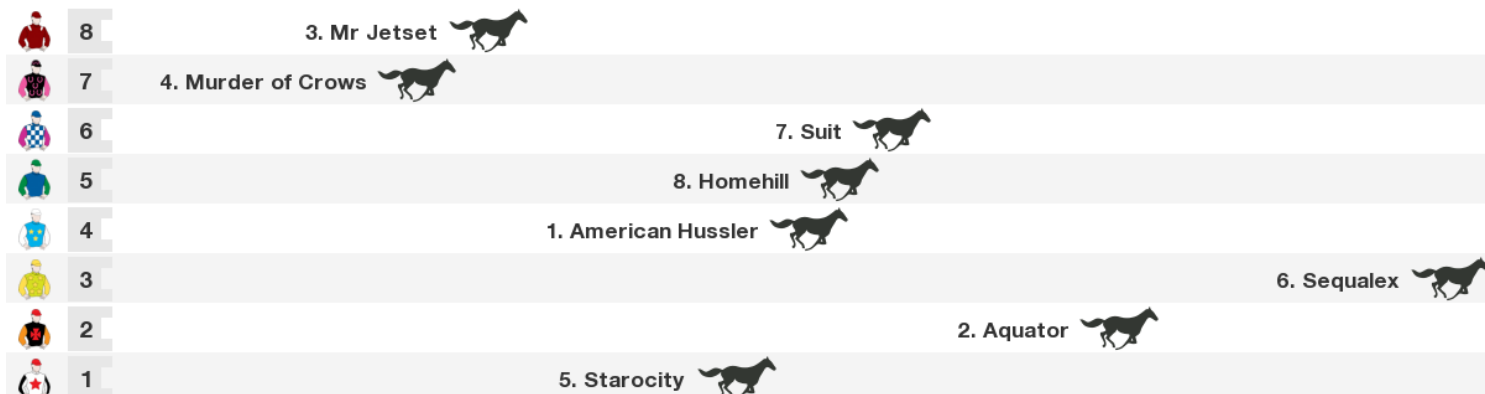 8 3. Mr Jetset
7 4. Murder of Crows
6 7. Suit
5 8. Homehill
4 1. American Hussler
3 6. Sequalex
2 2. Aquator
1 5. Starocity